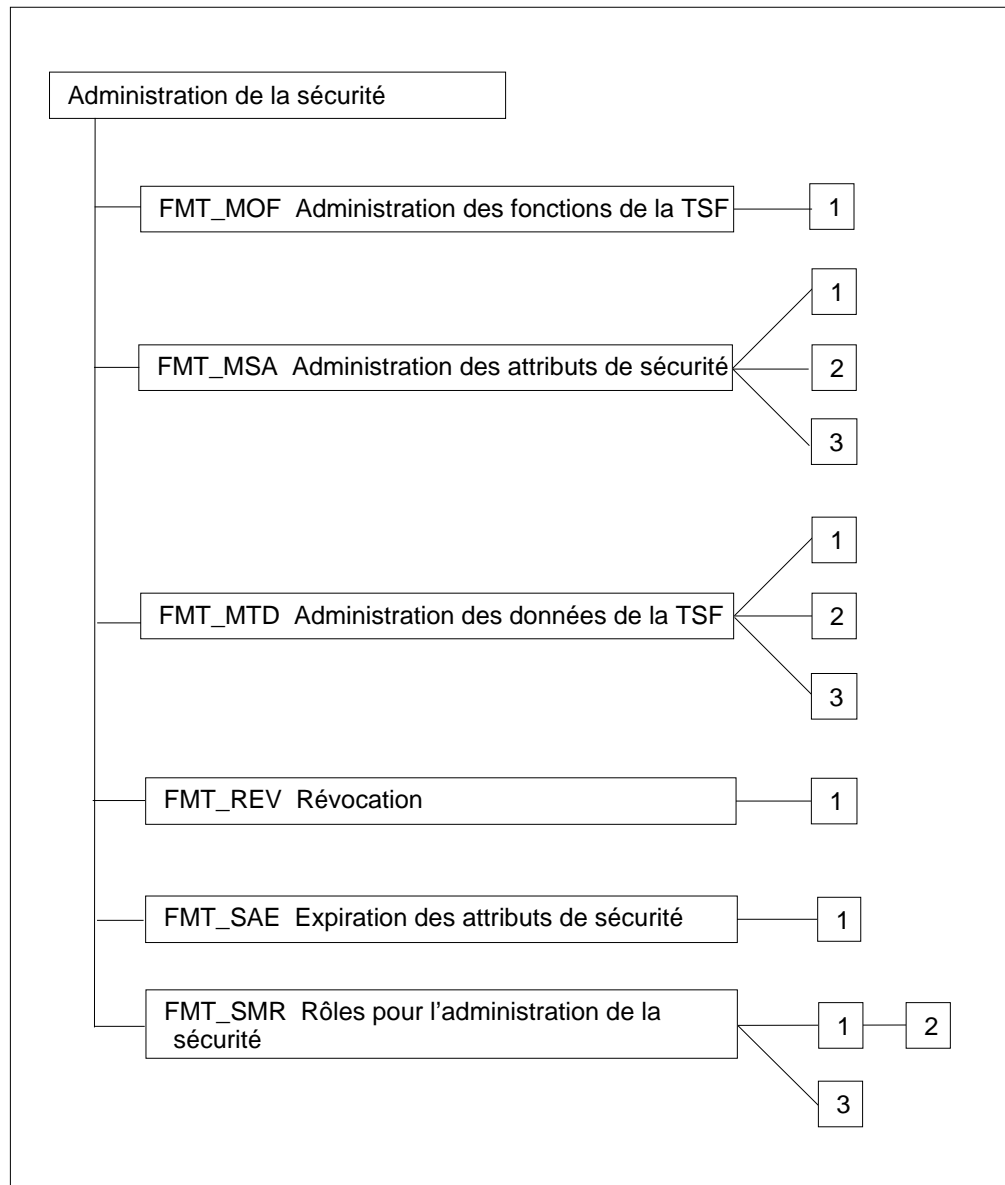 Administration de la sécurité
FMT_MOF Administration des fonctions de la TSF
1
FMT_MSA Administration des attributs de sécurité
1
2
3
FMT_MTD Administration des données de la TSF
1
2
3
FMT_REV Révocation
1
FMT_SAE Expiration des attributs de sécurité
1
FMT_SMR Rôles pour l’administration de la
sécurité
1
2
3